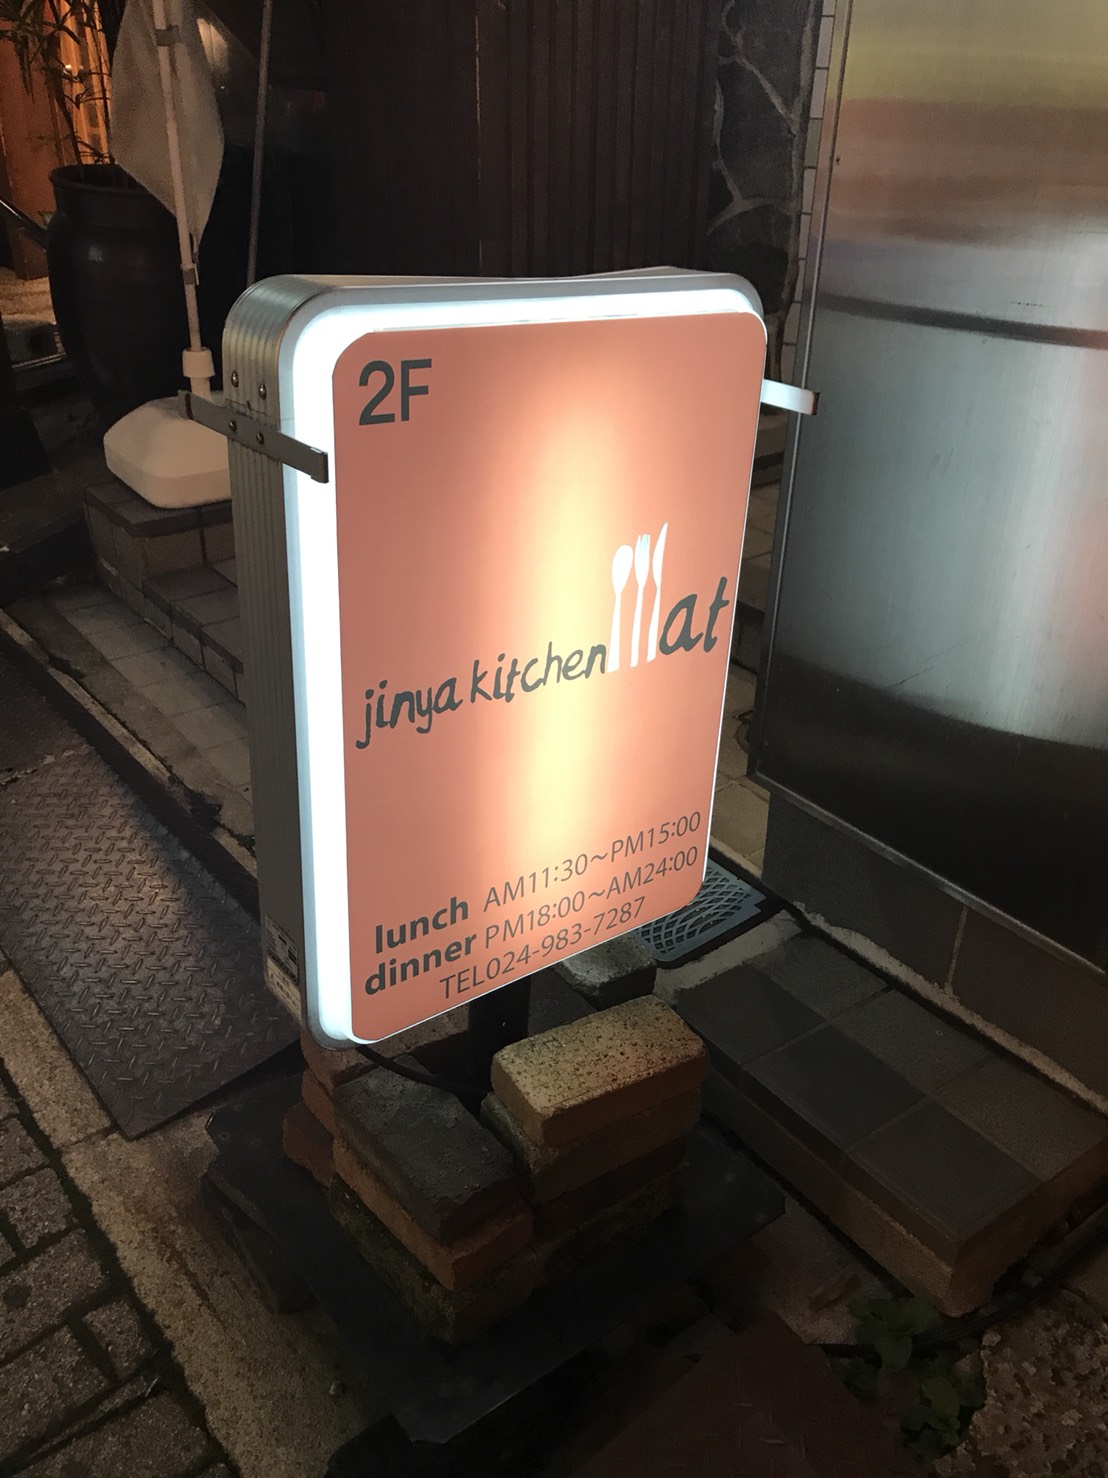 2F
jinya kitchen Mat
lunch AM11:30~PM15:00
dinner PM18:00~AM24:00
TEL024-983-7287